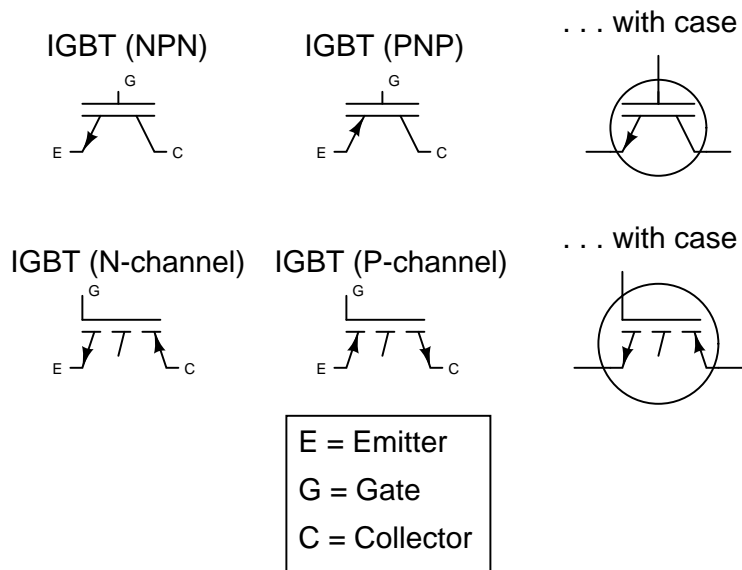 . . . with case
IGBT (NPN)
IGBT (PNP)
G
G
E
C
E
C
. . . with case
IGBT (N-channel)
IGBT (P-channel)
G
G
E
C
E
C
E = Emitter
G = Gate
C = Collector